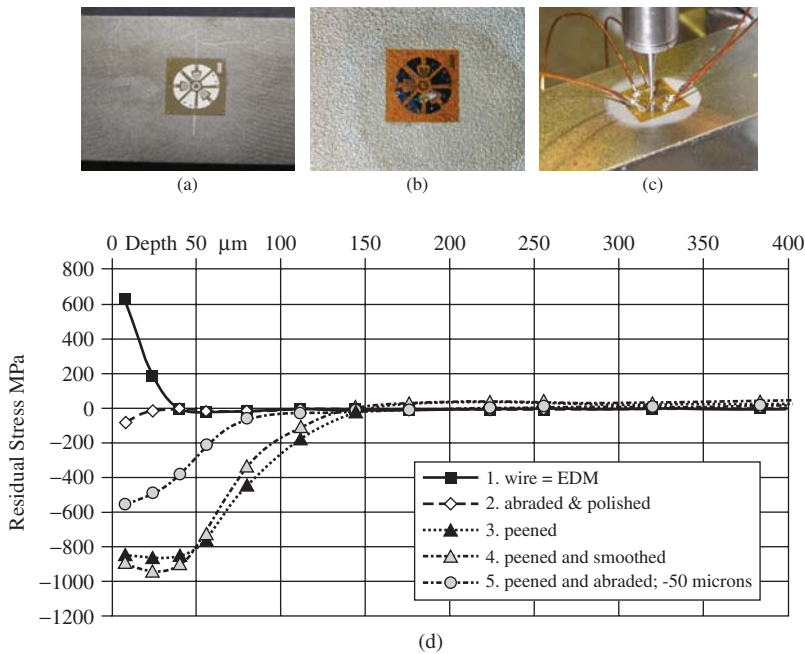 (a)
(b)
(c)
0 Depth 50 μm 100 150 200 250 300 350 400
800
600
400
200
0
−200
−400
−600
−800
−1000
−1200
Residual Stress MPa
1. wire = EDM
2. abraded & polished
3. peened
4. peened and smoothed
5. peened and abraded; -50 microns
(d)